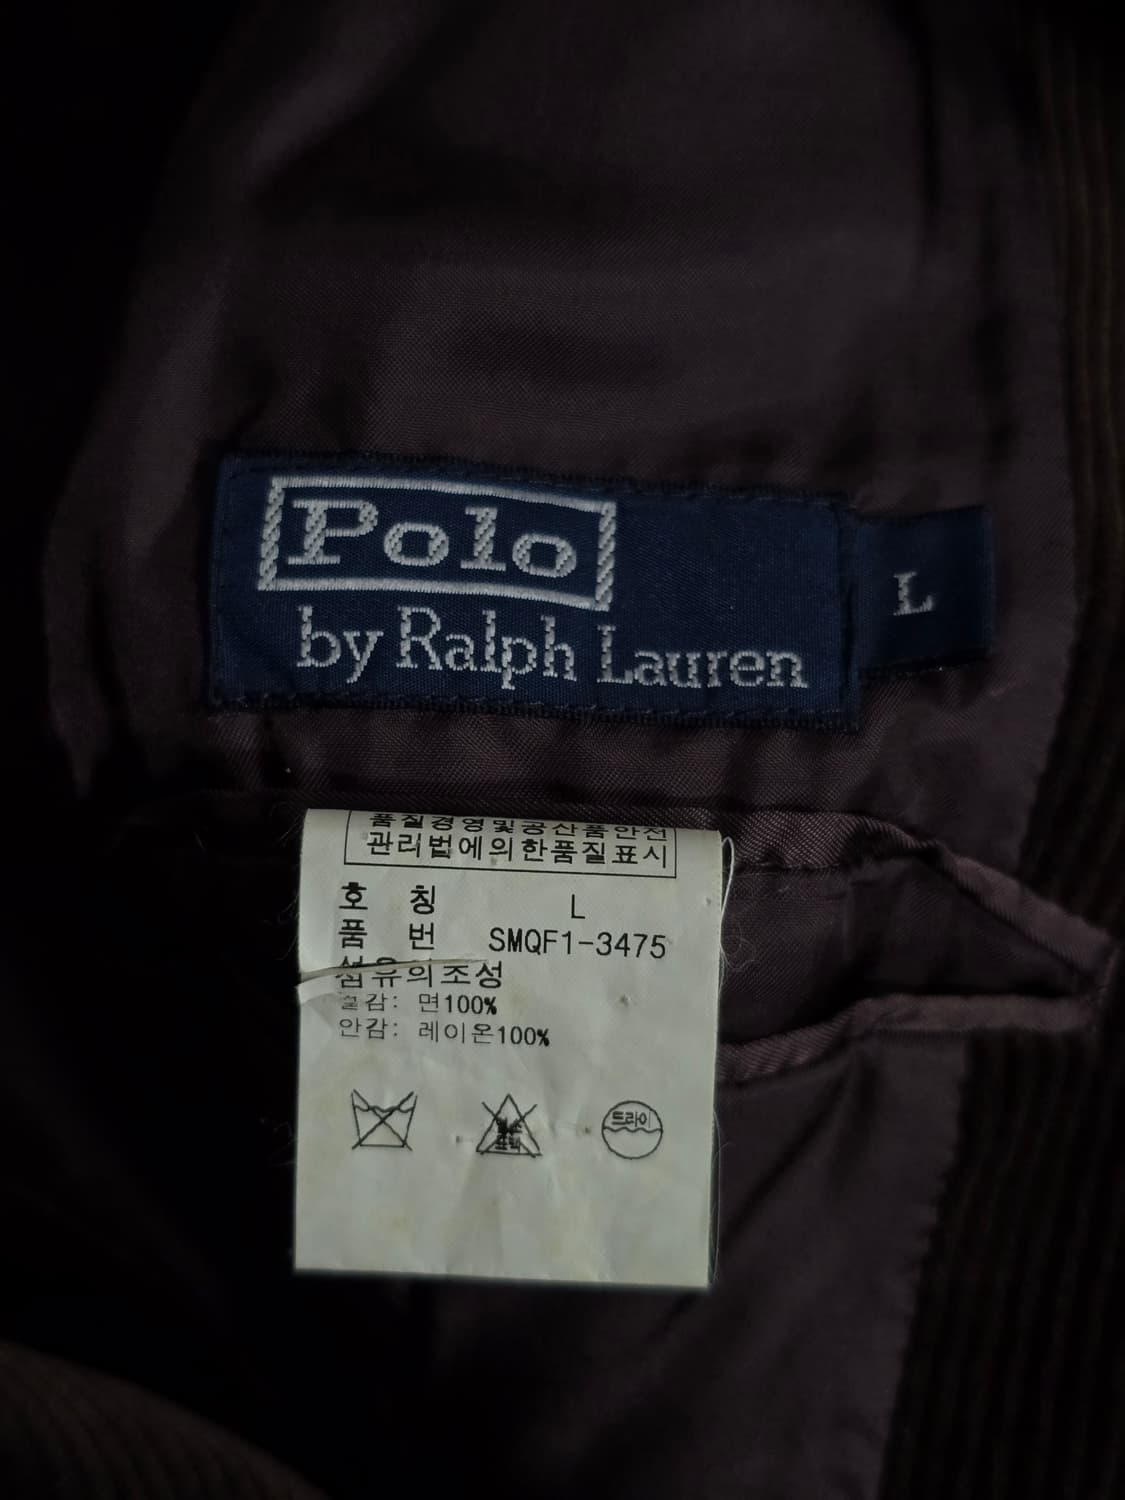 Polo
by Ralph Lauren
L
품질경영및공산품안전
관리법에의한품질표시
호 칭 L
품 번 SMQF1-3475
섬유의조성
겉감: 면100%
안감: 레이온100%
드라이